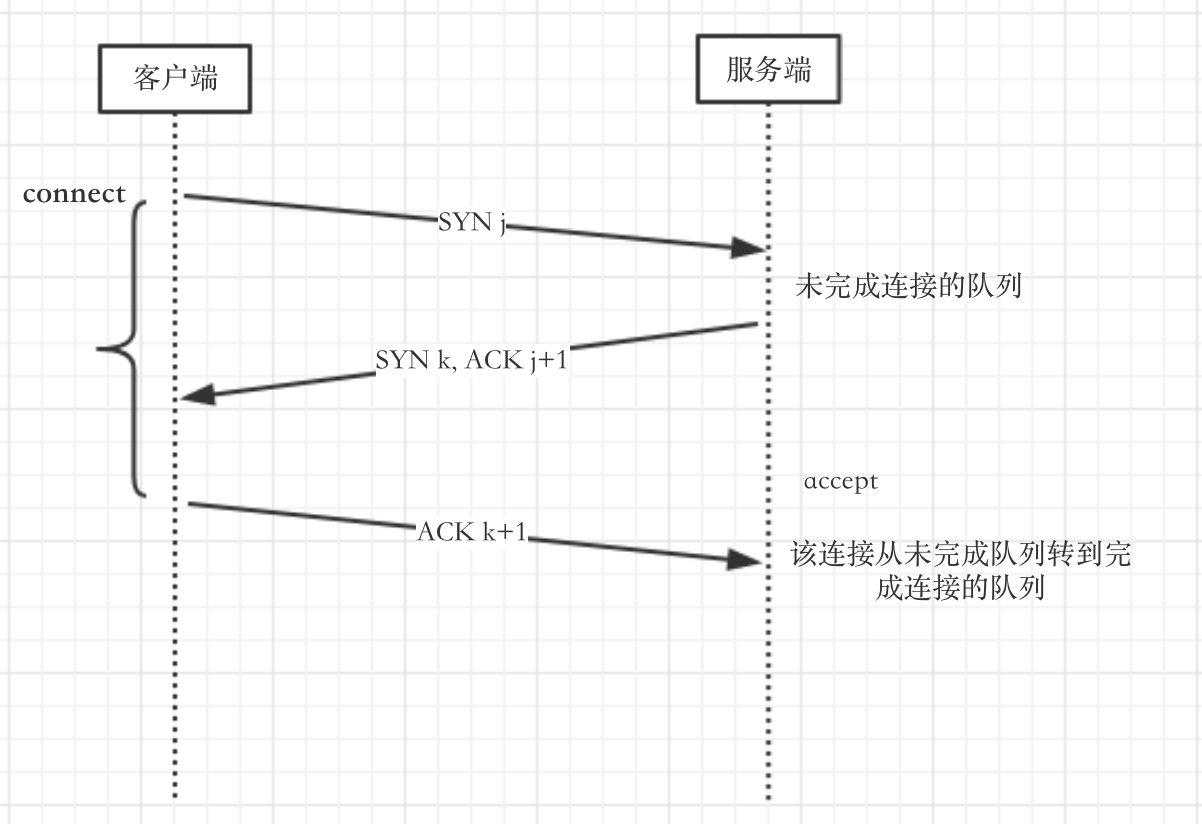 客户端
服务端
connect
SYN j
未完成连接的队列
SYN k, ACK j+1
accept
ACK k+1
该连接从未完成队列转到完
成连接的队列